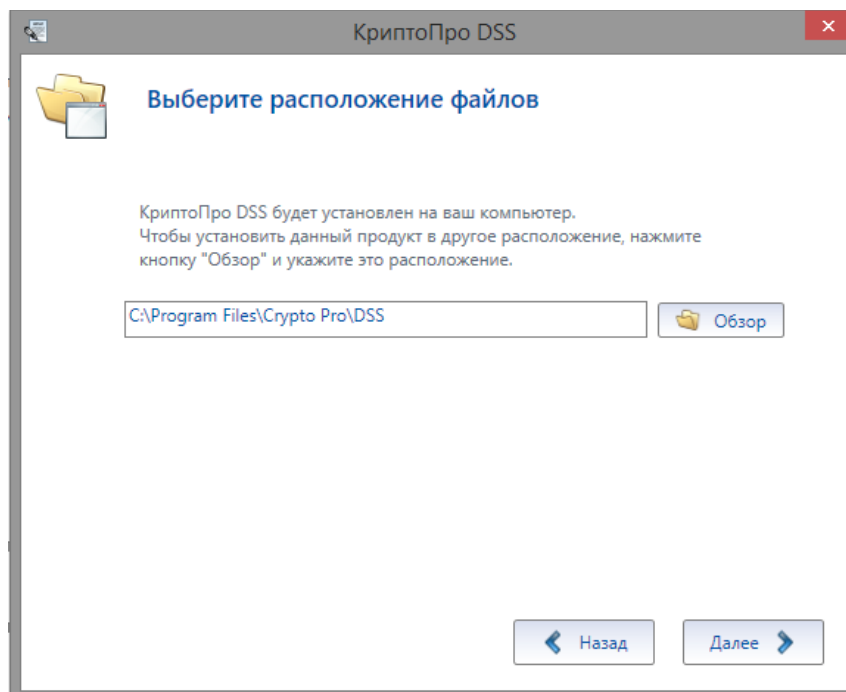 КриптоПро DSS
Выберите расположение файлов
КриптоПро DSS будет установлен на ваш компьютер.
Чтобы установить данный продукт в другое расположение, нажмите
кнопку "Обзор" и укажите это расположение.
C:\Program Files\Crypto Pro\DSS
Обзор
Назад
Далее